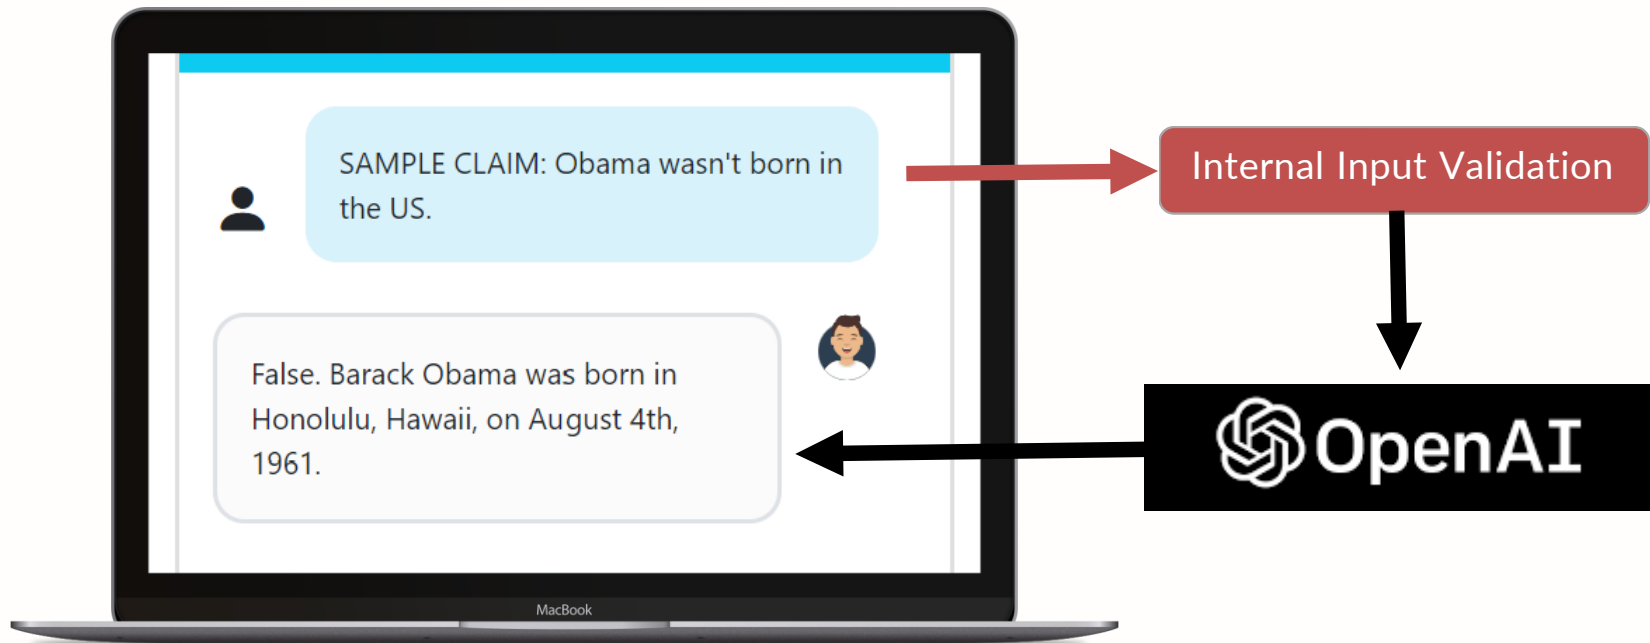 SAMPLE CLAIM: Obama wasn't born in
the US.
Internal Input Validation
False. Barack Obama was born in
Honolulu, Hawaii, on August 4th,
1961.
OpenAI
MacBook